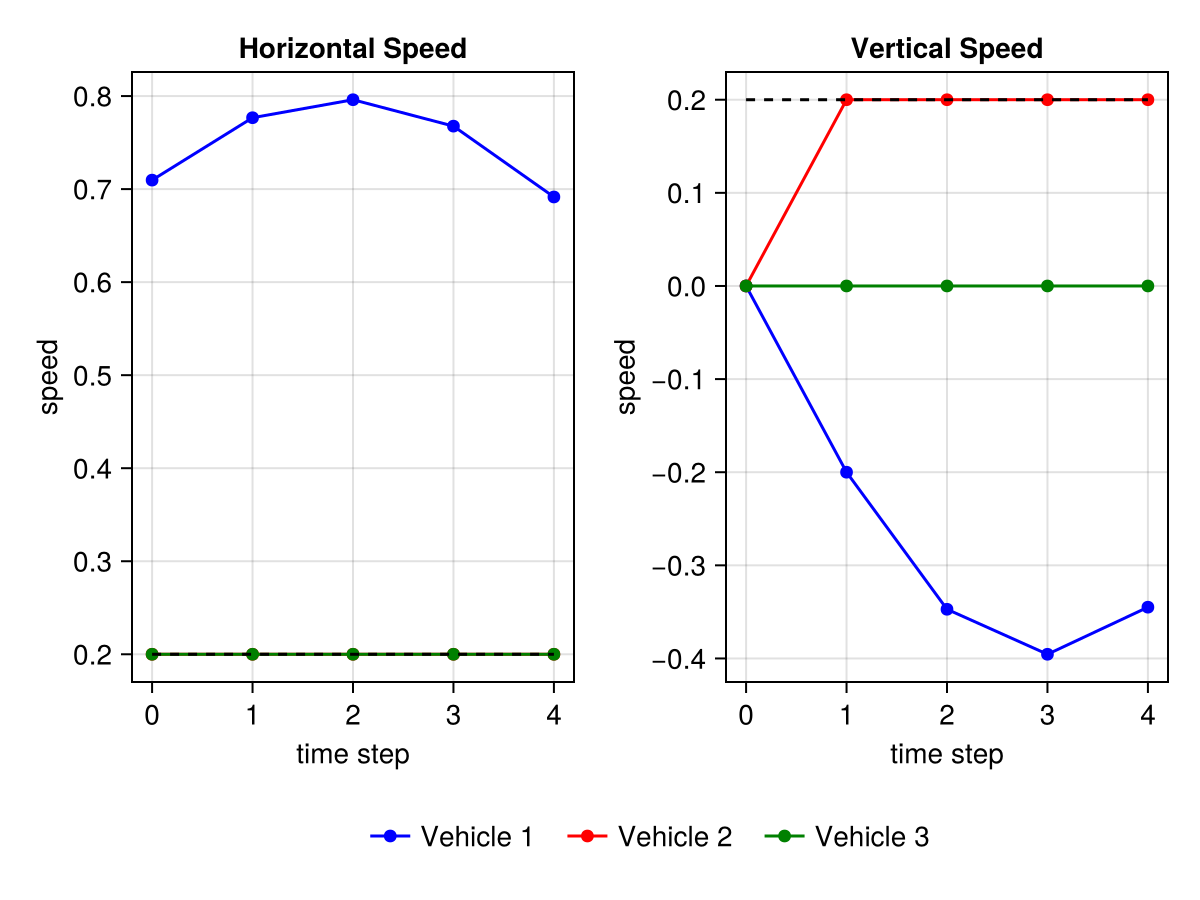 Horizontal Speed
0.8
0.7
0.6
0.5
0.4
0.3
0.2
speed
0 1 2 3 4
time step
Vertical Speed
0.2
0.1
0.0
−0.1
−0.2
−0.3
−0.4
speed
0 1 2 3 4
time step
Vehicle 1 Vehicle 2 Vehicle 3